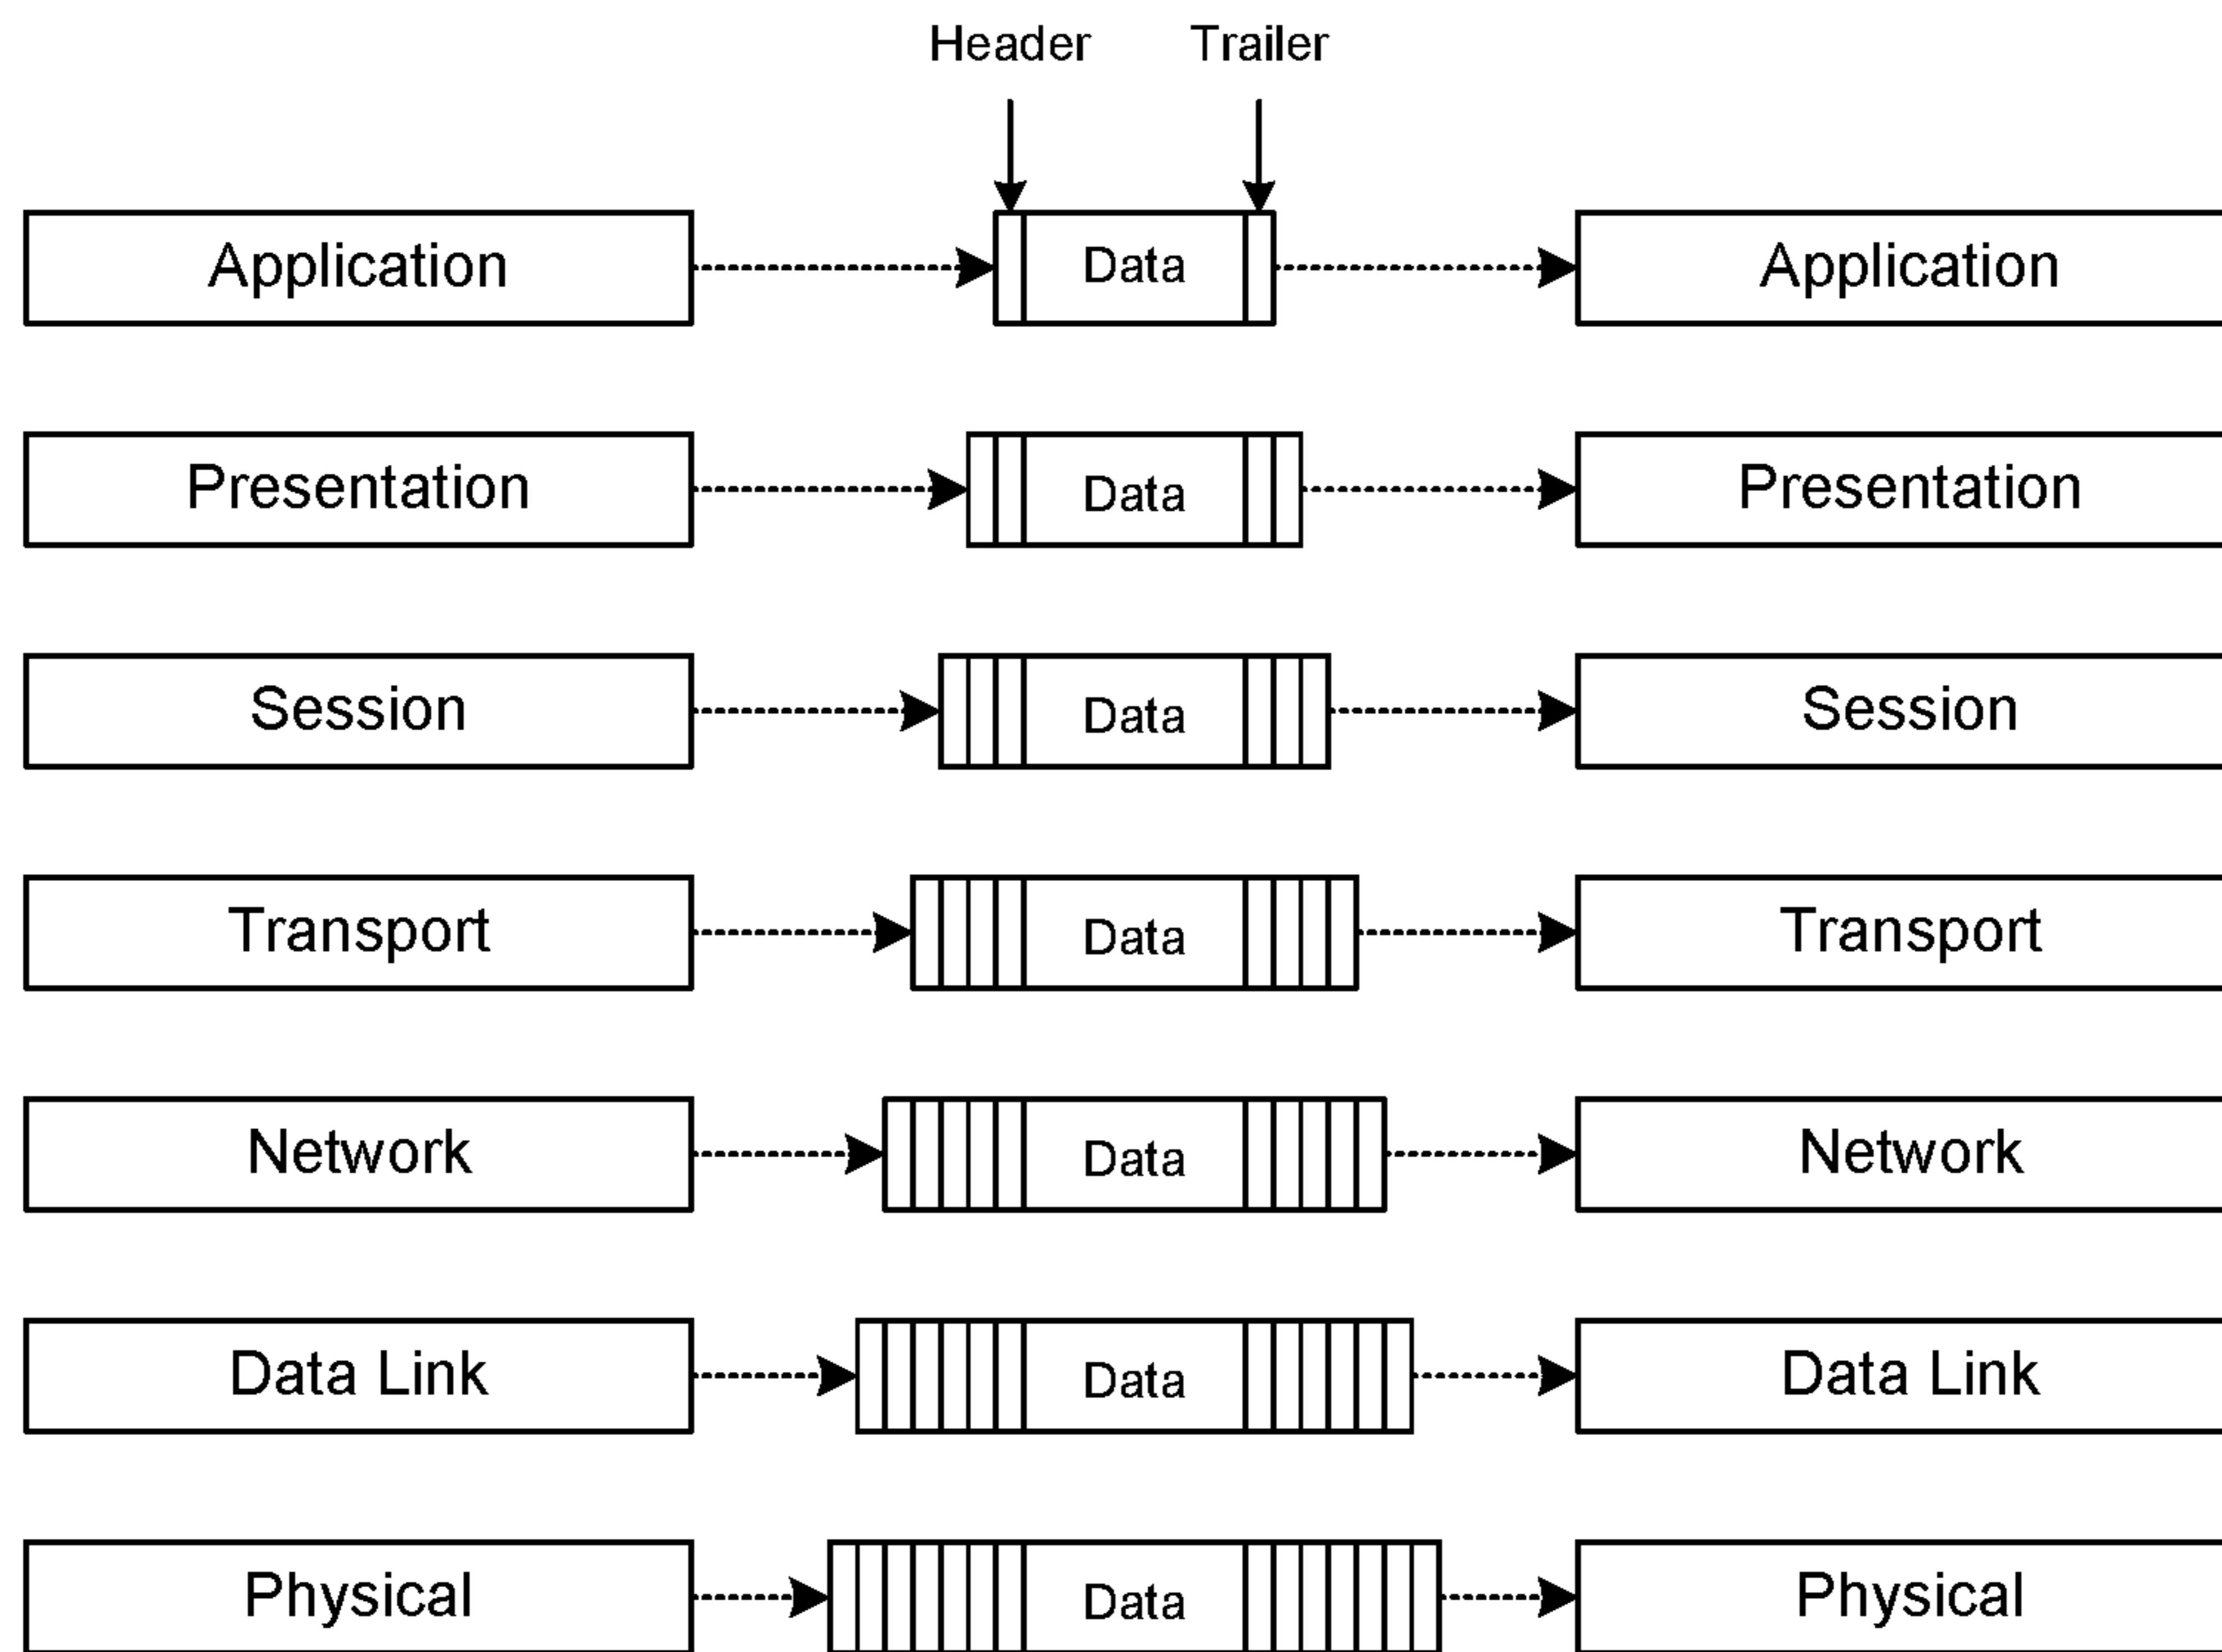 Header Trailer
Application Data Application
Presentation Data Presentation
Session Data Session
Transport Data Transport
Network Data Network
Data Link Data Data Link
Physical Data Physical